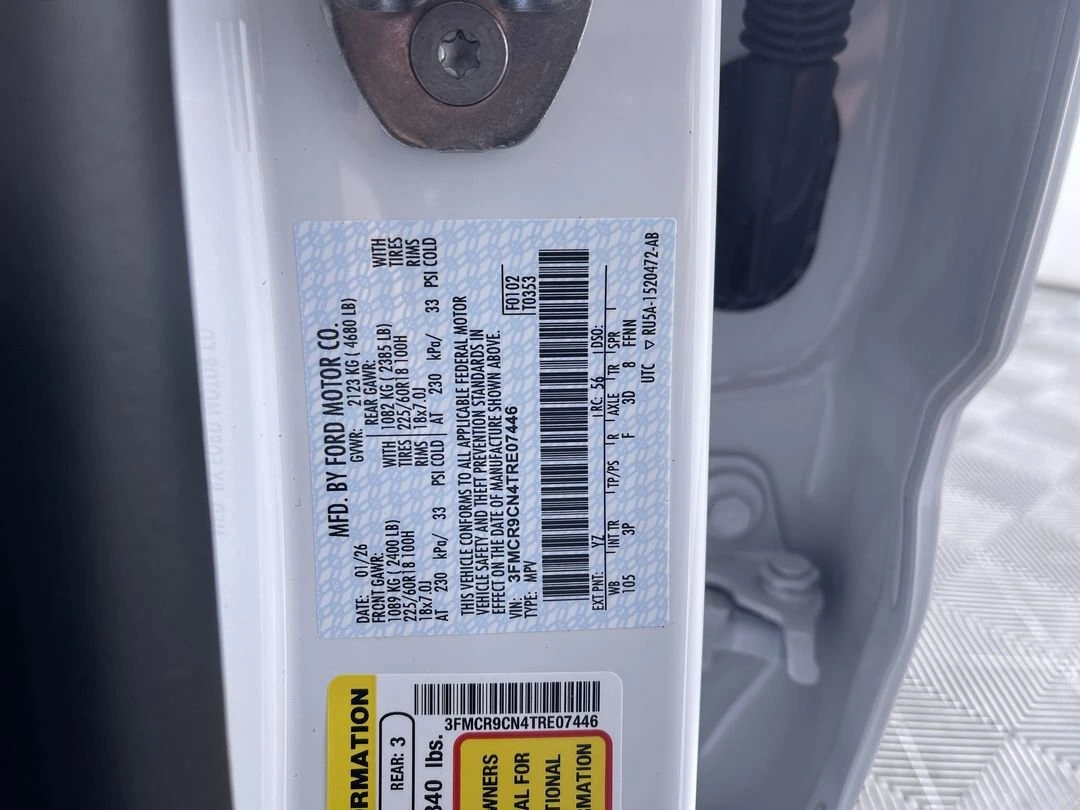 MFD. BY FORD MOTOR CO.
DATE: 01/26 GVWR: 2123 KG ( 4680 LB)
FRONT GAWR: REAR GAWR:
1089 KG ( 2400 LB) WITH 1082 KG ( 2385 LB) WITH
225/60R18 100H TIRES 225/60R18 100H TIRES
18x7.0J RIMS 18x7.0J RIMS
AT 230 kPa/ 33 PSI COLD AT 230 kPa/ 33 PSI COLD
THIS VEHICLE CONFORMS TO ALL APPLICABLE FEDERAL MOTOR
VEHICLE SAFETY AND THEFT PREVENTION STANDARDS IN
EFFECT ON THE DATE OF MANUFACTURE SHOWN ABOVE.
VIN: 3FMCR9CN4TRE07446 F0102
TYPE: MPV T0353
EXT PNT: YZ RC: 56 DSO:
WB INT TR TP/PS R AXLE TR SPR
105 3P F 3D 8 FFNN
UTC ▽ RU5A-1520472-AB
RMATION
REAR: 3
340 lbs.
3FMCR9CN4TRE07446
OWNERS
AL FOR
TIONAL
MATION